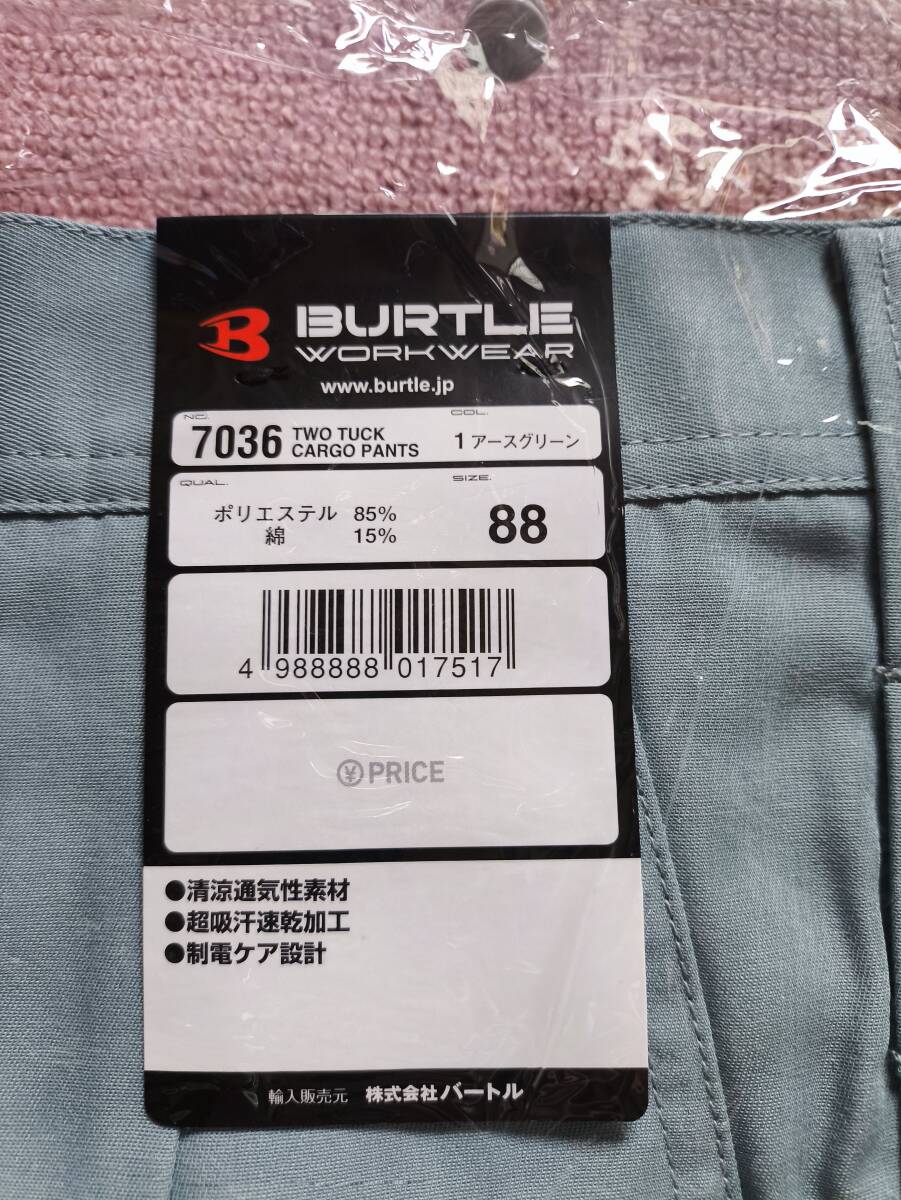 BURTLE
WORKWEAR
www.burtle.jp
NO.
COL.
7036 TWO TUCK
CARGO PANTS
1 アースグリーン
QUAL.
SIZE.
ポリエステル 85%
綿 15%
88
4 988888 017517
¥PRICE
●清涼通気性素材
●超吸汗速乾加工
●制電ケア設計
輸入販売元 株式会社バートル